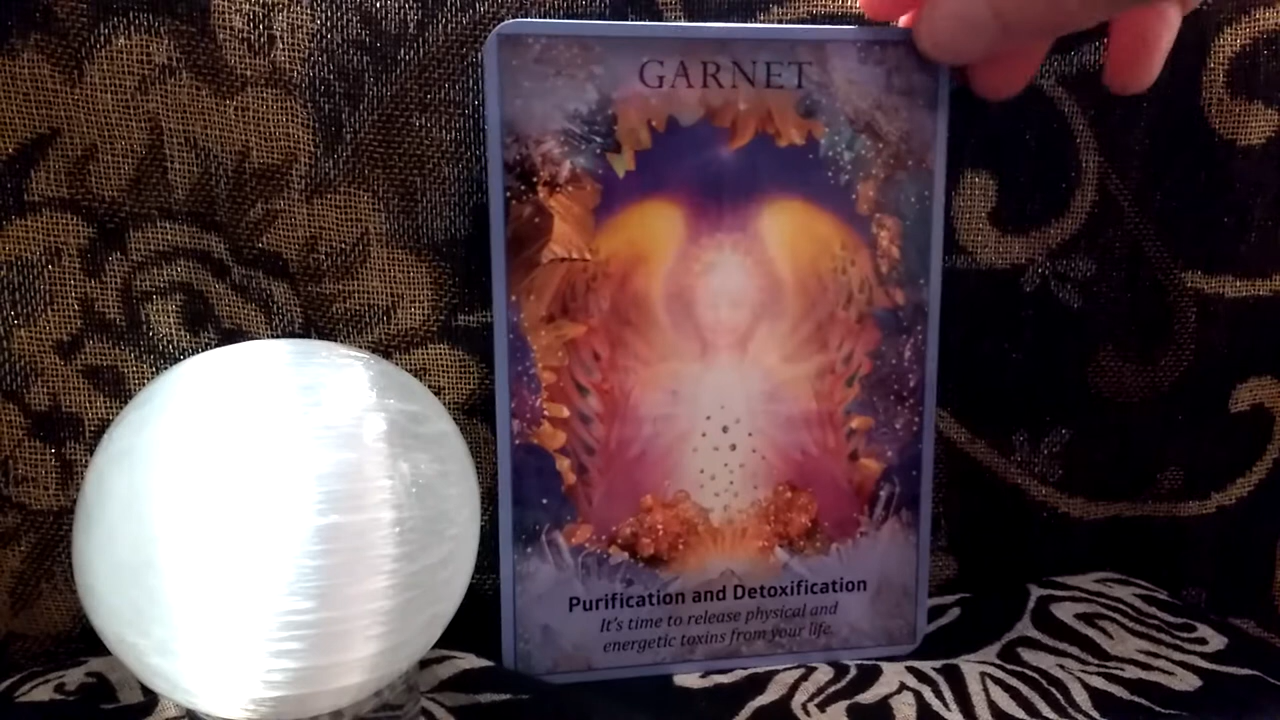 GARNET
Purification and Detoxification
It's time to release physical and
energetic toxins from your life.